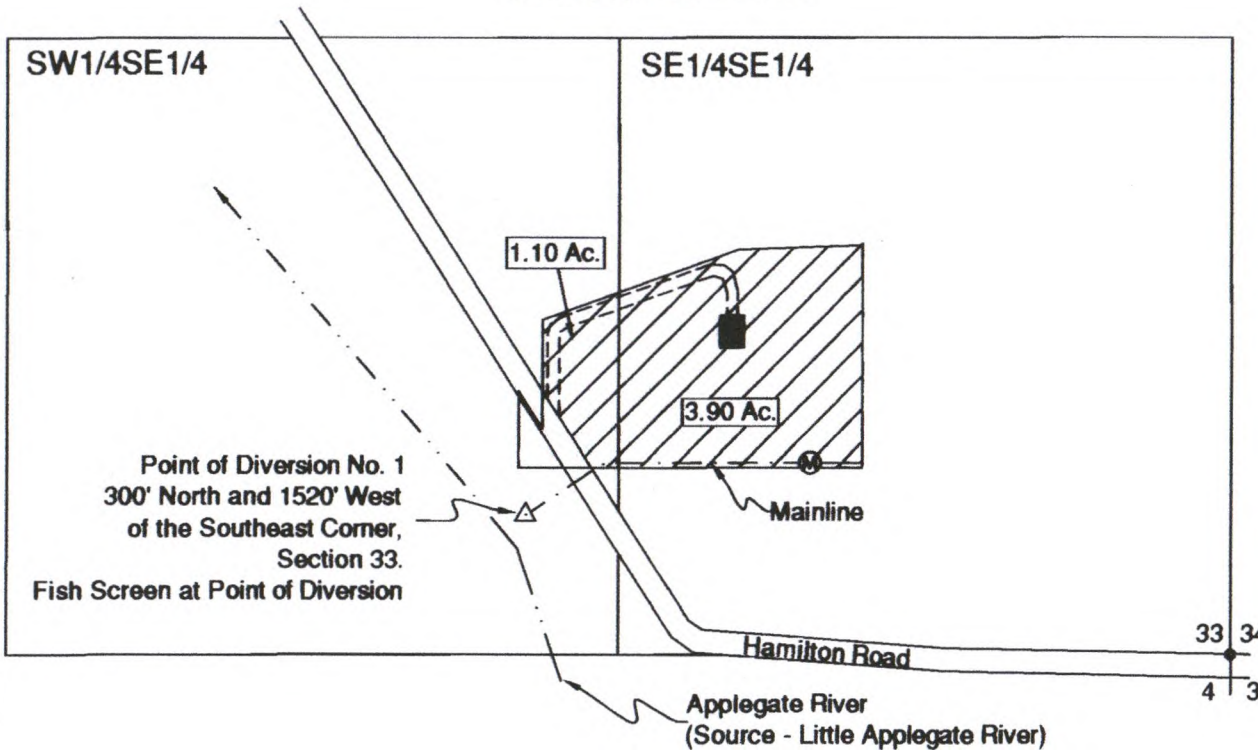 SW1/4SE1/4
SE1/4SE1/4
1.10 Ac.
3.90 Ac.
M
Point of Diversion No. 1
300' North and 1520' West
of the Southeast Corner,
Section 33.
Fish Screen at Point of Diversion
Mainline
Hamilton Road
33 34
4 3
Applegate River
(Source - Little Applegate River)